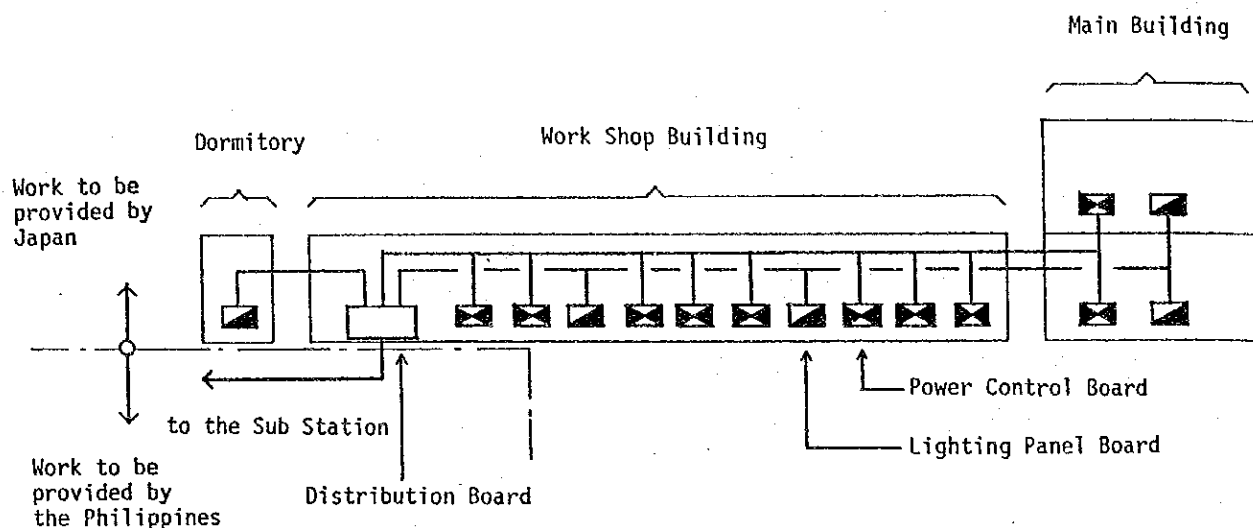 Main Building
Work Shop Building
Dormitory
Work to be
provided by
Japan
Power Control Board
to the Sub Station
Lighting Panel Board
Work to be
provided by
the Philippines
Distribution Board